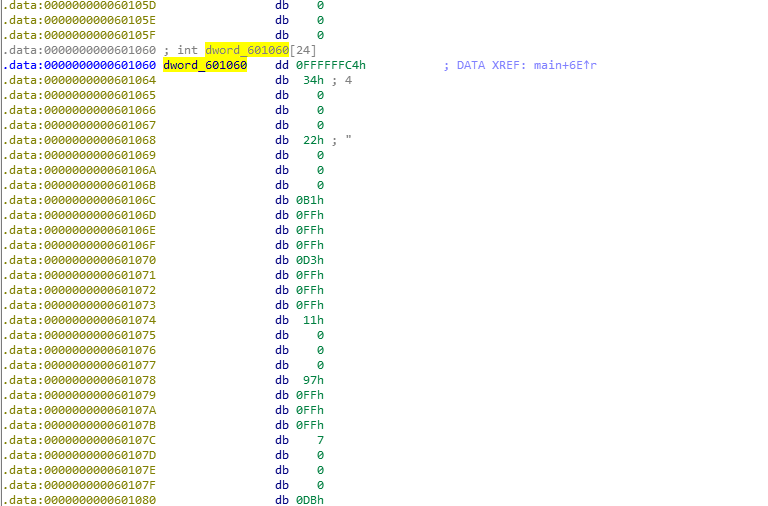 .data:000000000060105D db 0
.data:000000000060105E db 0
.data:000000000060105F db 0
.data:0000000000601060 ; int dword_601060[24]
.data:0000000000601060 dword_601060 dd 0FFFFFFC4h ; DATA XREF: main+6E↑r
.data:0000000000601064 db 34h ; 4
.data:0000000000601065 db 0
.data:0000000000601066 db 0
.data:0000000000601067 db 0
.data:0000000000601068 db 22h ; "
.data:0000000000601069 db 0
.data:000000000060106A db 0
.data:000000000060106B db 0
.data:000000000060106C db 0B1h
.data:000000000060106D db 0FFh
.data:000000000060106E db 0FFh
.data:000000000060106F db 0FFh
.data:0000000000601070 db 0D3h
.data:0000000000601071 db 0FFh
.data:0000000000601072 db 0FFh
.data:0000000000601073 db 0FFh
.data:0000000000601074 db 11h
.data:0000000000601075 db 0
.data:0000000000601076 db 0
.data:0000000000601077 db 0
.data:0000000000601078 db 97h
.data:0000000000601079 db 0FFh
.data:000000000060107A db 0FFh
.data:000000000060107B db 0FFh
.data:000000000060107C db 7
.data:000000000060107D db 0
.data:000000000060107E db 0
.data:000000000060107F db 0
.data:0000000000601080 db 0DBh